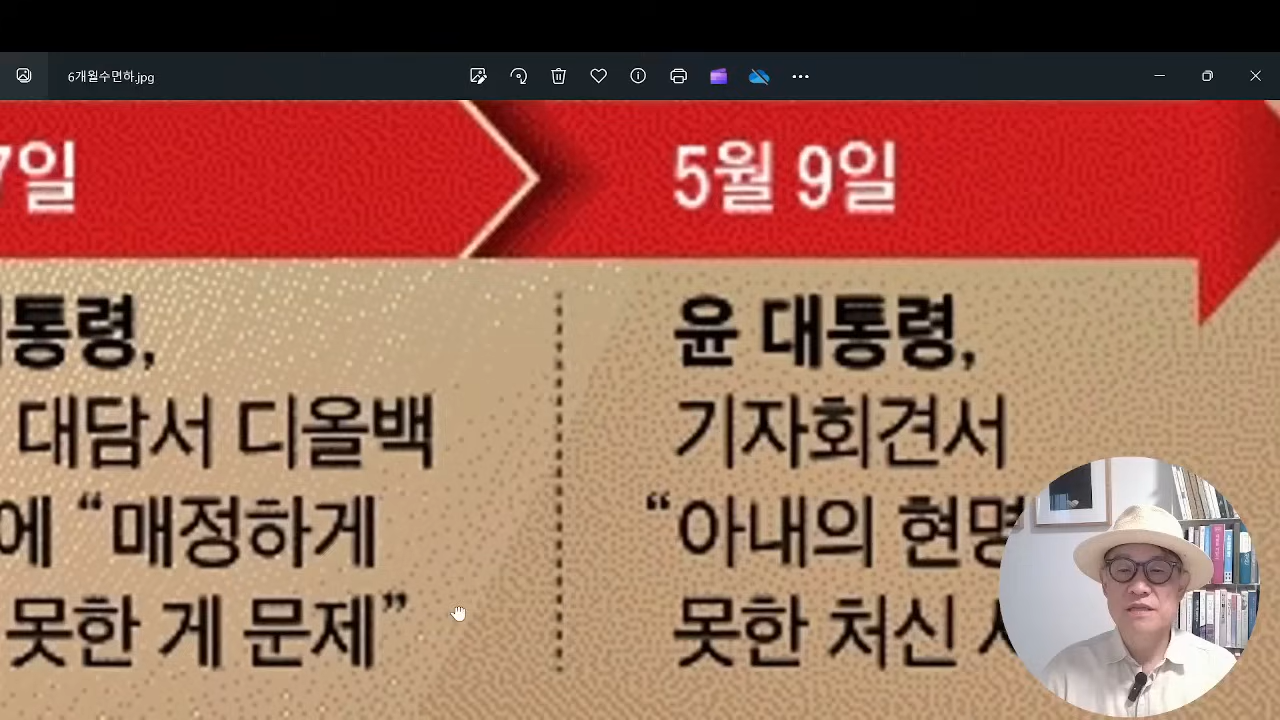 6개월수면하.jpg
7일
5월 9일
통령,
대담서 디올백
에 “매정하게
못한 게 문제”
윤 대통령,
기자회견서
“아내의 현명
못한 처신